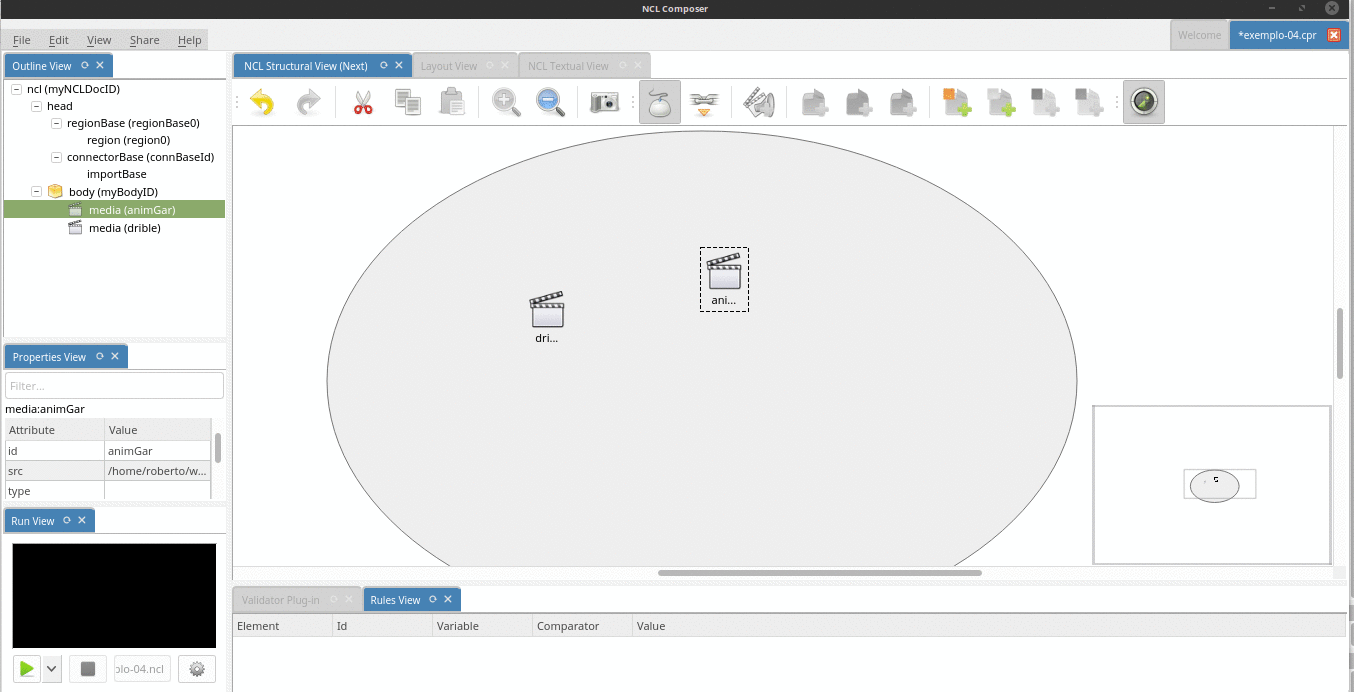 NCL Composer
File Edit View Share Help
Welcome
*exemplo-04.cpr
Outline View
NCL Structural View (Next)
Layout View
NCL Textual View
ncl (myNCLDocID)
head
regionBase (regionBase0)
region (region0)
connectorBase (connBaseId)
importBase
body (myBodyID)
media (animGar)
media (drible)
ani...
dri...
Properties View
Filter...
media:animGar
Attribute Value
id animGar
src /home/roberto/w...
type
Run View
plo-04.ncl
Validator Plug-in
Rules View
Element Id Variable Comparator Value